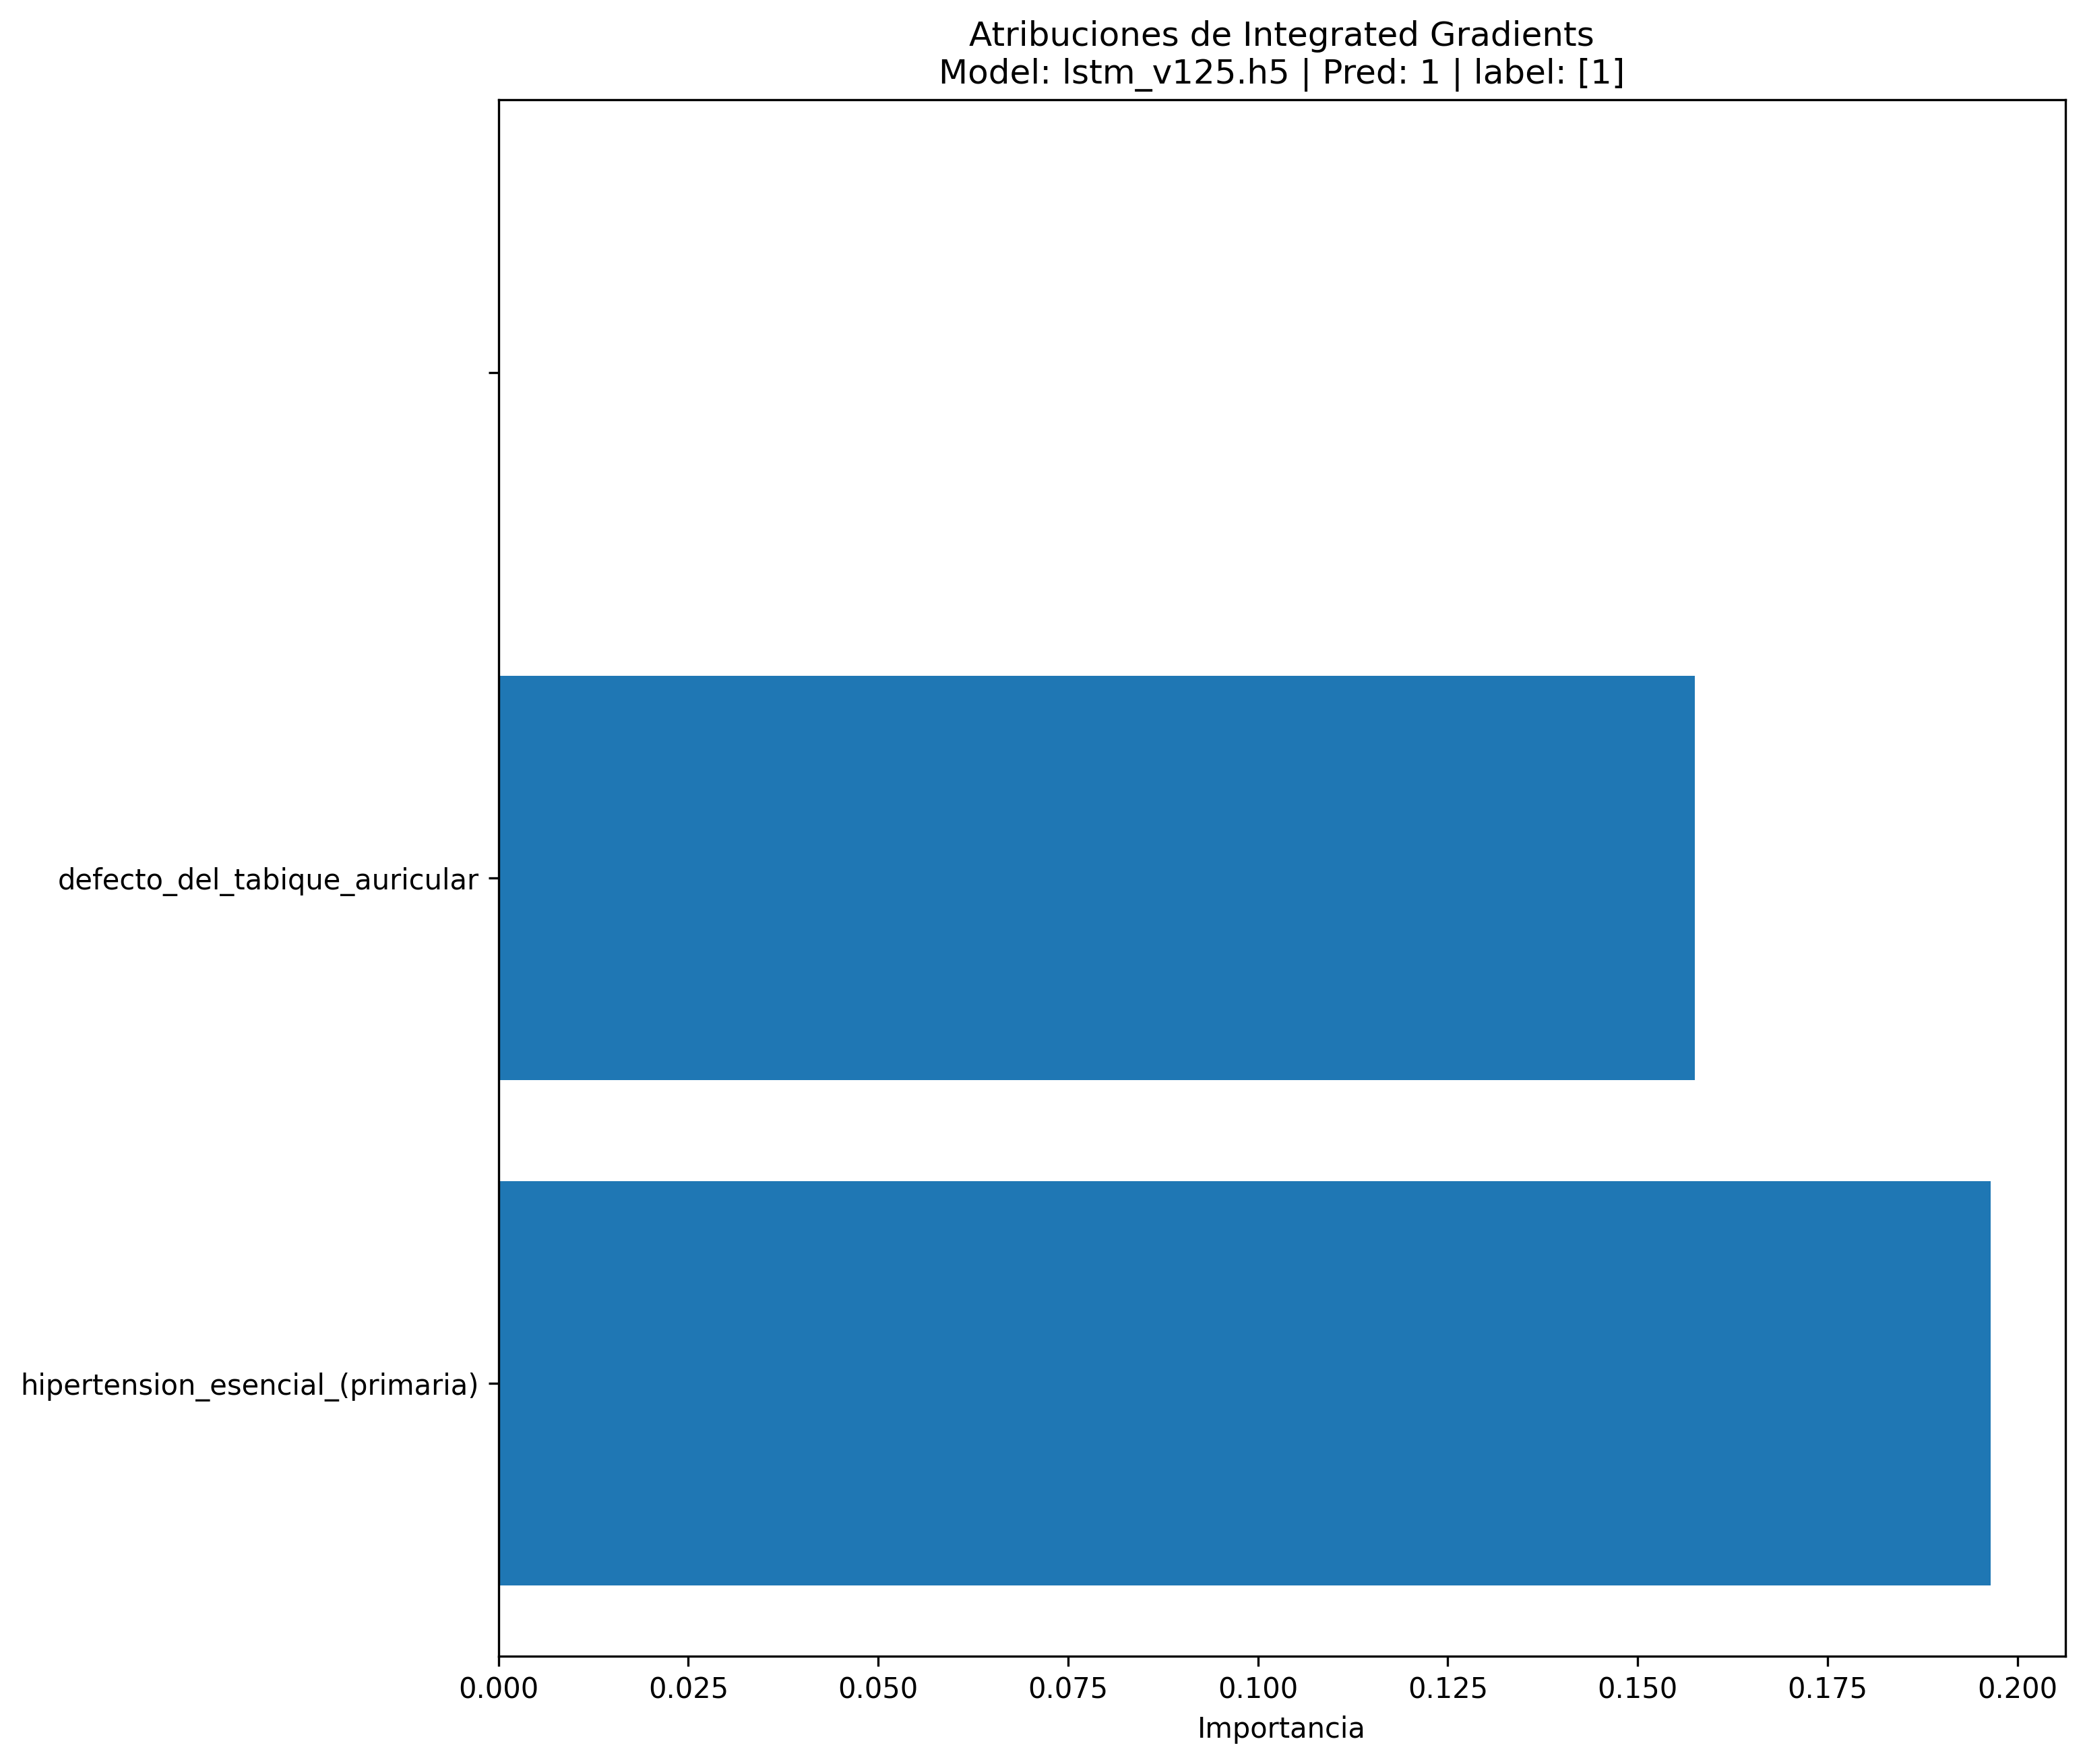 Atribuciones de Integrated Gradients
Model: lstm_v125.h5 | Pred: 1 | label: [1]
defecto_del_tabique_auricular
hipertension_esencial_(primaria)
0.000 0.025 0.050 0.075 0.100 0.125 0.150 0.175 0.200
Importancia